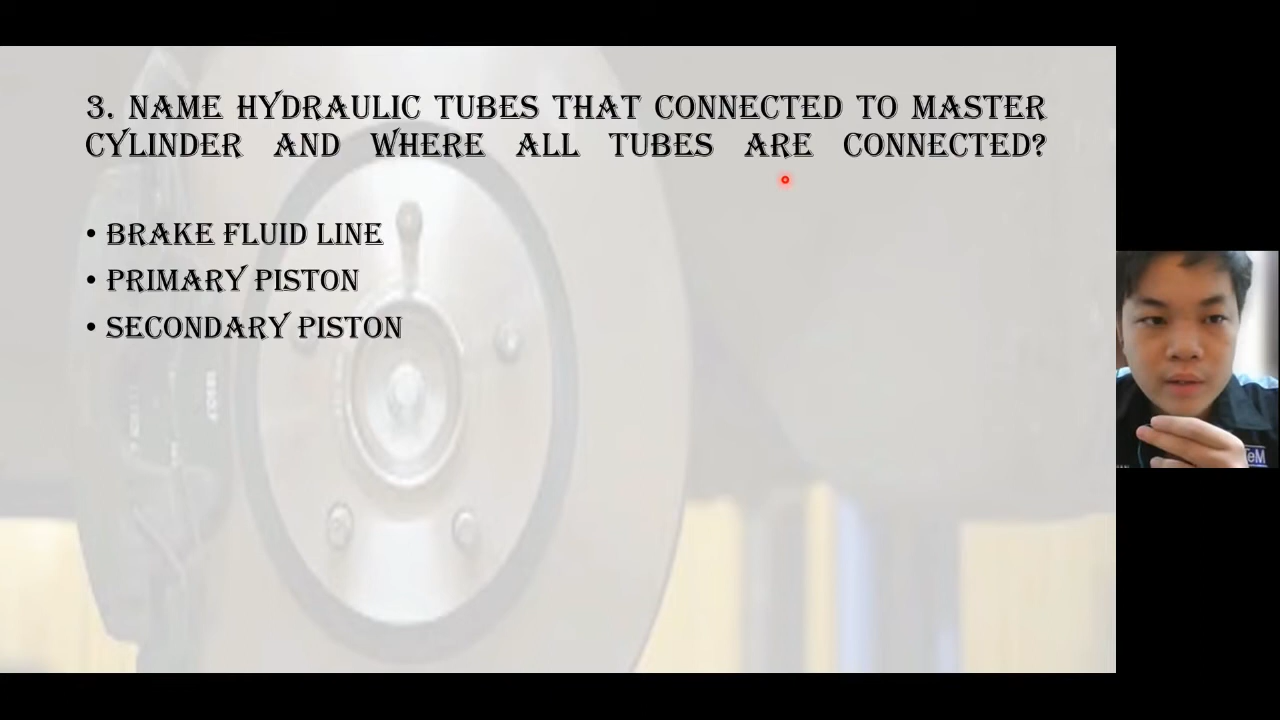 3. NAME HYDRAULIC TUBES THAT CONNECTED TO MASTER
CYLINDER AND WHERE ALL TUBES ARE CONNECTED?
• BRAKE FLUID LINE
• PRIMARY PISTON
• SECONDARY PISTON